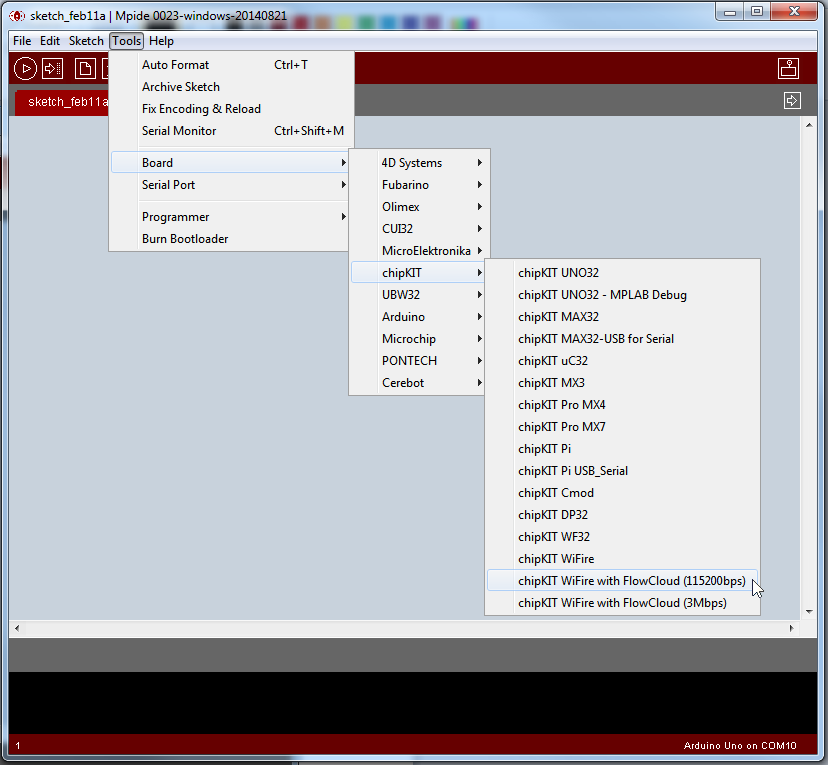 sketch_feb11a | Mpide 0023-windows-20140821
File Edit Sketch Tools Help
Auto Format Ctrl+T
Archive Sketch
sketch_feb11a
Fix Encoding & Reload
Serial Monitor Ctrl+Shift+M
Board
Serial Port
Programmer
Burn Bootloader
4D Systems
Fubarino
Olimex
CUI32
MicroElektronika
chipKIT
UBW32
Arduino
Microchip
PONTECH
Cerebot
chipKIT UNO32
chipKIT UNO32 - MPLAB Debug
chipKIT MAX32
chipKIT MAX32-USB for Serial
chipKIT uC32
chipKIT MX3
chipKIT Pro MX4
chipKIT Pro MX7
chipKIT Pi
chipKIT Pi USB_Serial
chipKIT Cmod
chipKIT DP32
chipKIT WF32
chipKIT WiFire
chipKIT WiFire with FlowCloud (115200bps)
chipKIT WiFire with FlowCloud (3Mbps)
1 Arduino Uno on COM10